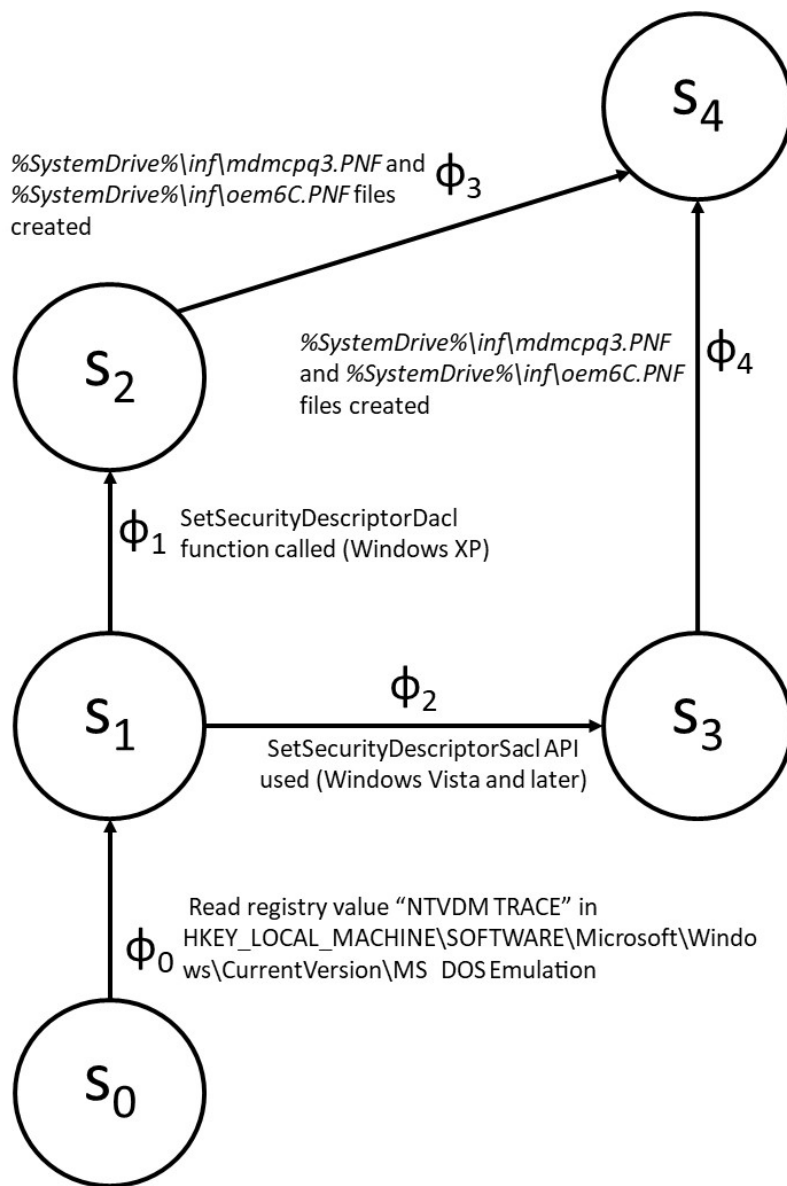 s4
%SystemDrive%\inf\mdmcpq3.PNF and
ϕ3
%SystemDrive%\inf\oem6C.PNF files
created
s2
%SystemDrive%\inf\mdmcpq3.PNF
and %SystemDrive%\inf\oem6C.PNF
files created
ϕ4
ϕ1
SetSecurityDescriptorDacl
function called (Windows XP)
s1
ϕ2
SetSecurityDescriptorSacl API
used (Windows Vista and later)
s3
ϕ0
Read registry value “NTVDM TRACE” in
HKEY_LOCAL_MACHINE\SOFTWARE\Microsoft\Windo
ws\CurrentVersion\MS DOS Emulation
s0